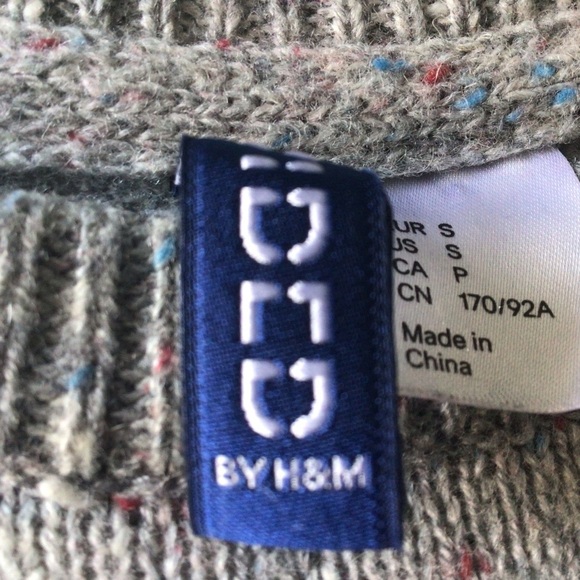 BY H&M
UR S
US S
CA P
CN 170/92A
Made in
China